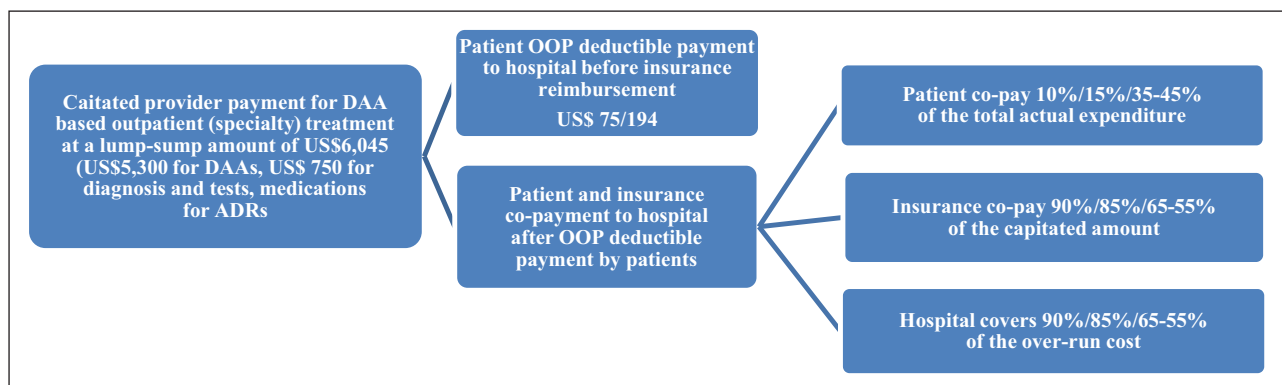 Caitated provider payment for DAA
based outpatient (specialty) treatment
at a lump-sump amount of US$6,045
(US$5,300 for DAAs, US$ 750 for
diagnosis and tests, medications
for ADRs
Patient OOP deductible payment
to hospital before insurance
reimbursement
US$ 75/194
Patient and insurance
co-payment to hospital
after OOP deductible
payment by patients
Patient co-pay 10%/15%/35-45%
of the total actual expenditure
Insurance co-pay 90%/85%/65-55%
of the capitated amount
Hospital covers 90%/85%/65-55%
of the over-run cost